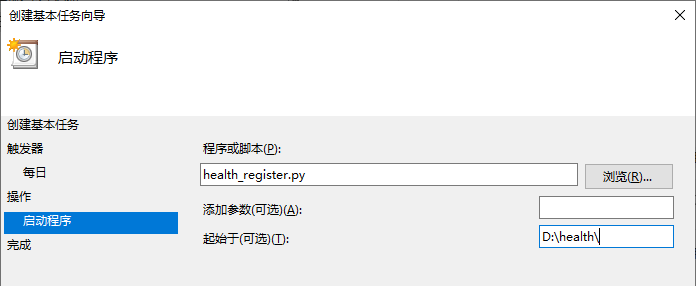 创建基本任务向导
启动程序
创建基本任务
触发器
每日
操作
启动程序
完成
程序或脚本(P):
health_register.py
浏览(R)...
添加参数(可选)(A):
起始于(可选)(T):
D:\health\